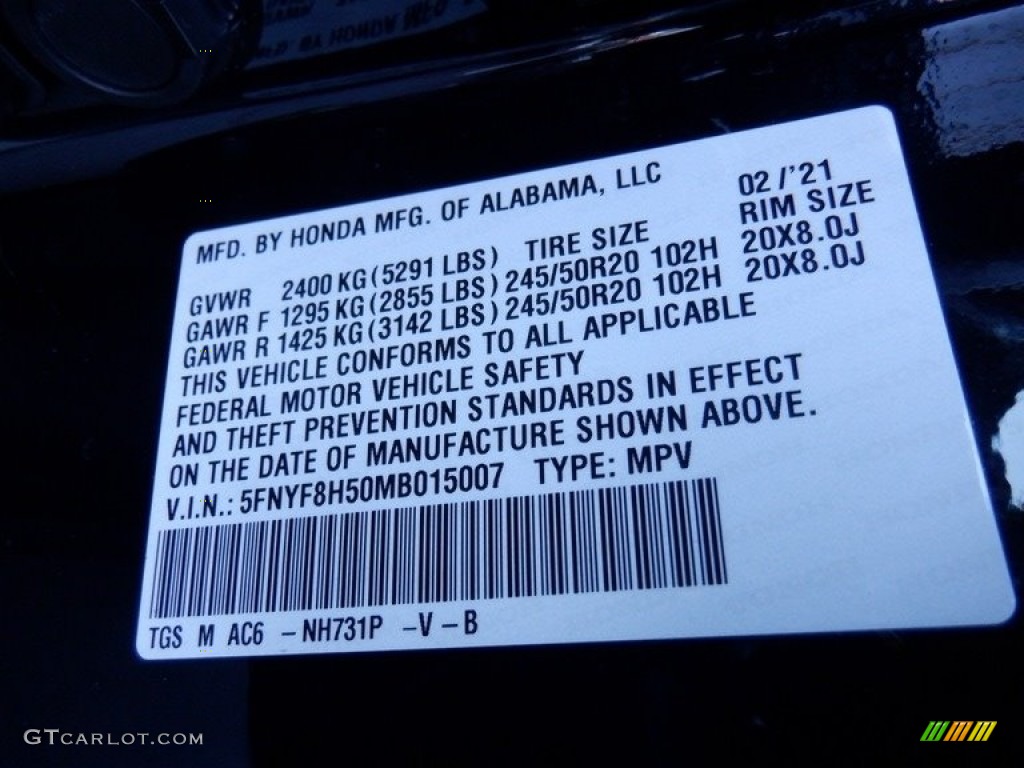 MFD. BY HONDA MFG. OF ALABAMA, LLC 02 /'21
TIRE SIZE RIM SIZE
GVWR 2400 KG (5291 LBS)
GAWR F 1295 KG (2855 LBS) 245/50R20 102H 20X8.0J
GAWR R 1425 KG (3142 LBS) 245/50R20 102H 20X8.0J
THIS VEHICLE CONFORMS TO ALL APPLICABLE
FEDERAL MOTOR VEHICLE SAFETY
AND THEFT PREVENTION STANDARDS IN EFFECT
ON THE DATE OF MANUFACTURE SHOWN ABOVE.
V.I.N.: 5FNYF8H50MB015007 TYPE: MPV
TGS M AC6 – NH731P – V – B
GTCARLOT.COM